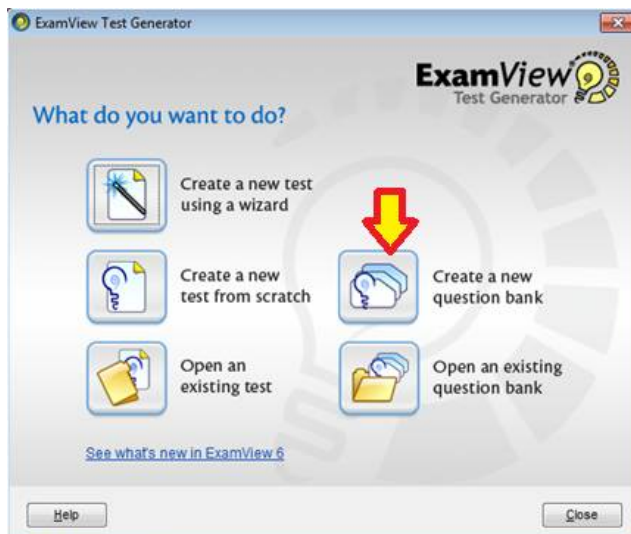 ExamView Test Generator
ExamView®
Test Generator
What do you want to do?
Create a new test
using a wizard
Create a new
test from scratch
Create a new
question bank
Open an
existing test
Open an existing
question bank
See what's new in ExamView 6
Help
Close